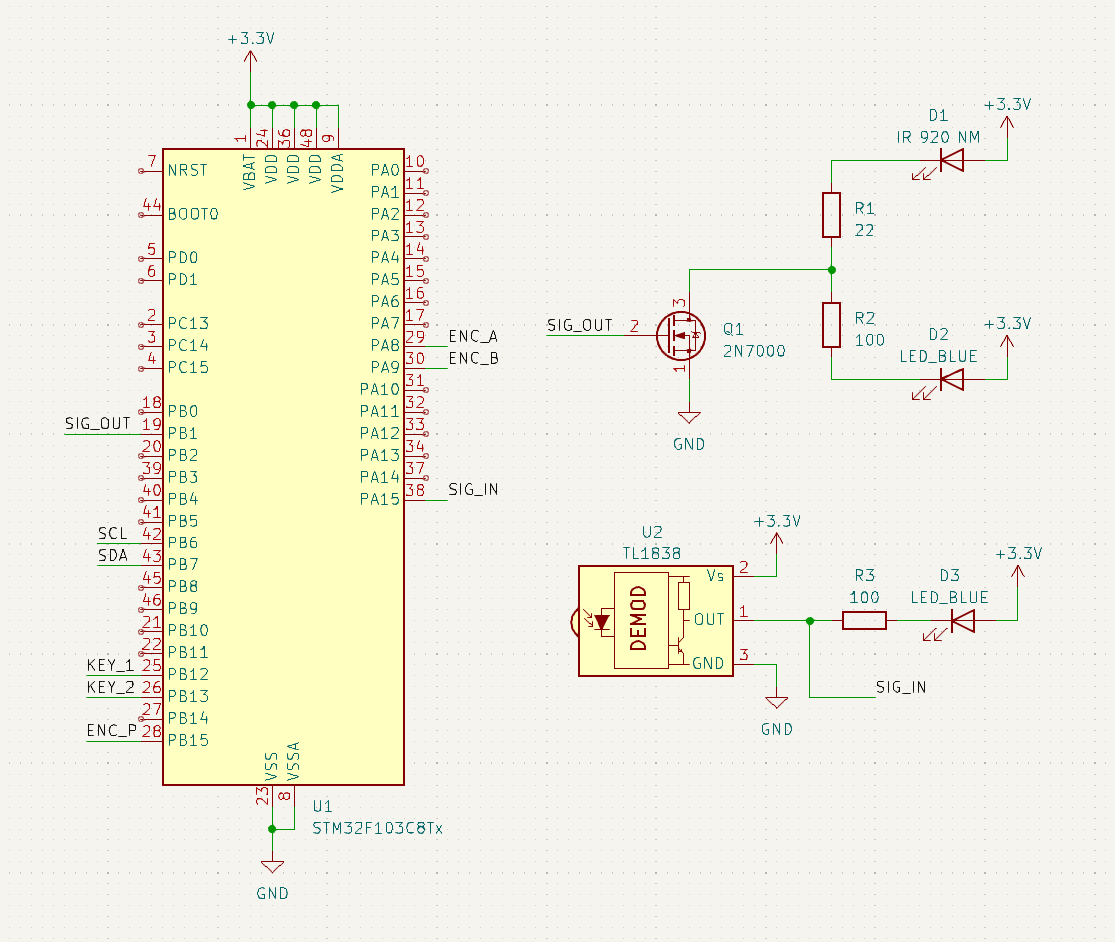 +3.3V
1
24
36
48
9
VBAT
VDD
VDD
VDD
VDDA
7 NRST
44 BOOT0
5 PD0
6 PD1
2 PC13
3 PC14
4 PC15
18 PB0
SIG_OUT 19 PB1
20 PB2
39 PB3
40 PB4
41 PB5
SCL 42 PB6
SDA 43 PB7
45 PB8
46 PB9
21 PB10
22 PB11
KEY_1 25 PB12
KEY_2 26 PB13
27 PB14
ENC_P 28 PB15
PA0 10
PA1 11
PA2 12
PA3 13
PA4 14
PA5 15
PA6 16
PA7 17
PA8 29 ENC_A
PA9 30 ENC_B
PA10 31
PA11 32
PA12 33
PA13 34
PA14 37
PA15 38 SIG_IN
VSS
VSSA
23
8
U1
STM32F103C8Tx
GND
D1
IR 920 NM
+3.3V
R1
22
SIG_OUT 2
3
1
Q1
2N7000
GND
R2
100
D2
LED_BLUE
+3.3V
U2
TL1838
DEMOD
Vs 2
OUT 1
GND 3
+3.3V
GND
R3
100
D3
LED_BLUE
+3.3V
SIG_IN